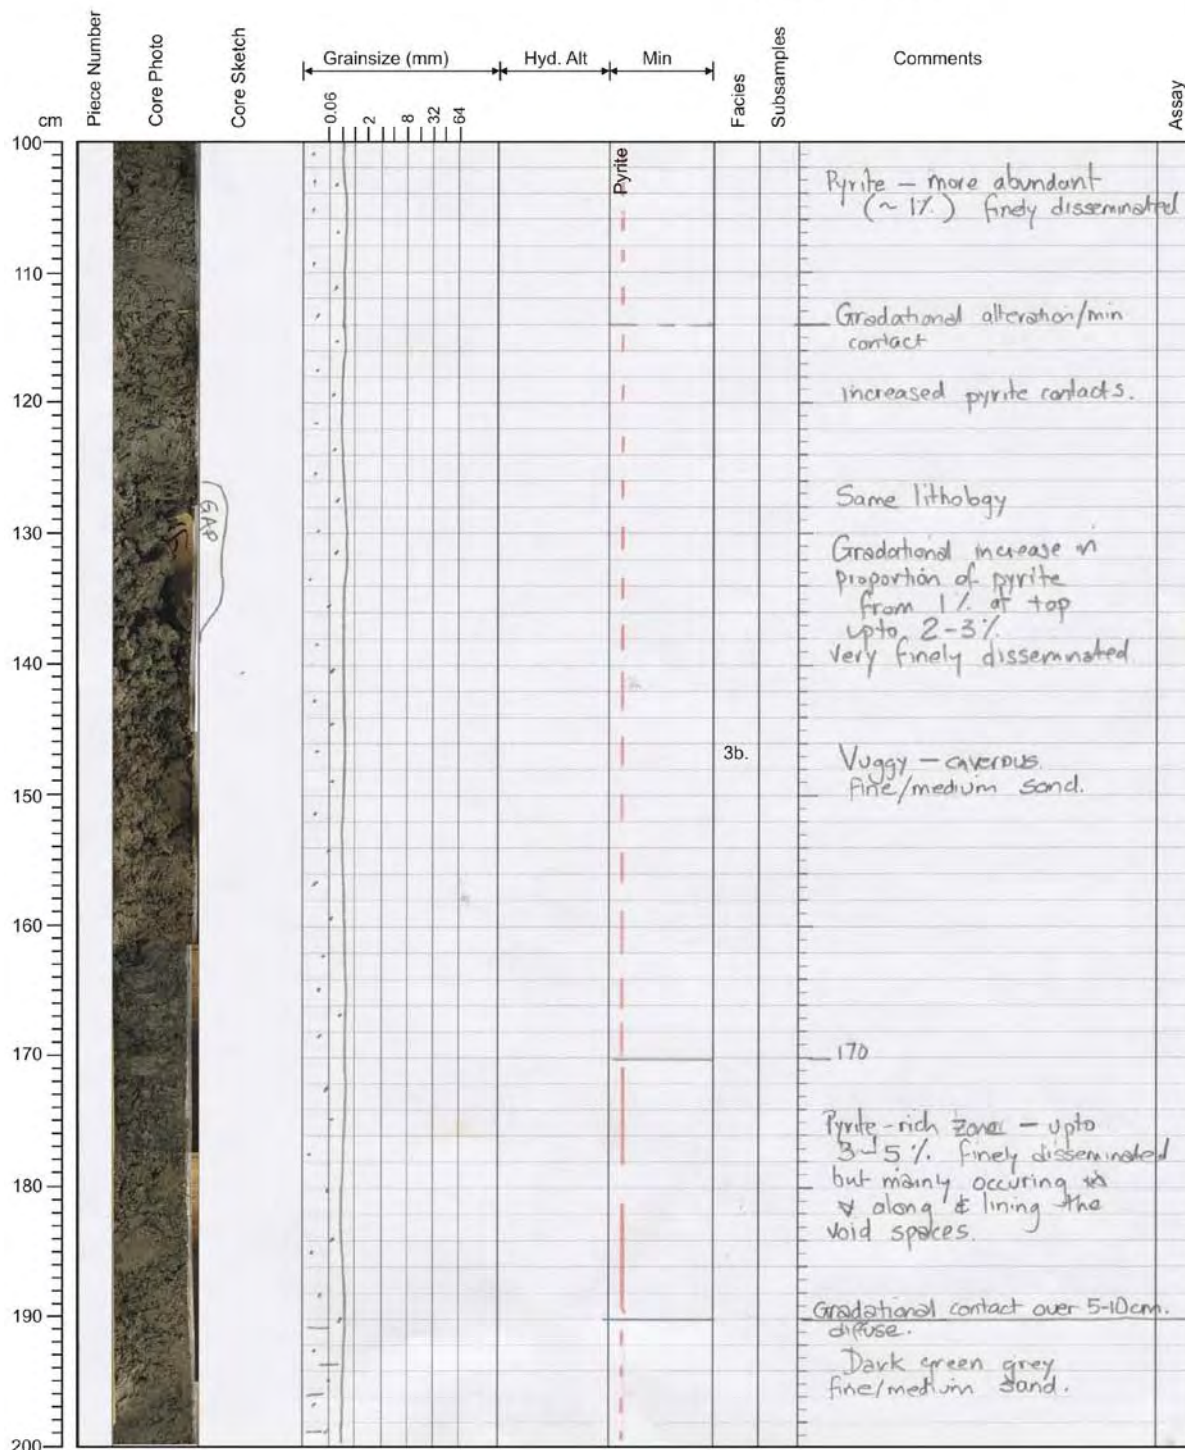 Piece Number
Core Photo
Core Sketch
Grainsize (mm)
Hyd. Alt
Min
Facies
Subsamples
Comments
Assay
cm
0.06
2
8
32
64
100
110
120
130
140
150
160
170
180
190
200
GAP
Pyrite
3b.
Pyrite — more abundant
(~ 1%) finely disseminated
Gradational alteration/min
contact
increased pyrite contacts.
Same lithology
Gradational increase in
proportion of pyrite
from 1% at top
upto 2-3%
very finely disseminated
Vuggy — cavernous.
fine/medium sand.
170
Pyrite-rich zone — upto
3-5% finely disseminated
but mainly occuring
along & lining the
void spaces.
Gradational contact over 5-10cm.
diffuse.
Dark green grey
fine/medium sand.